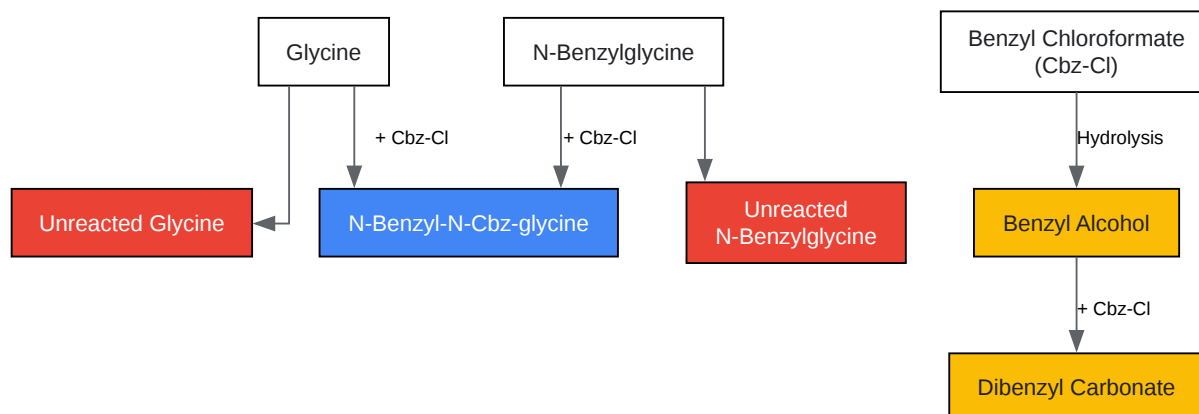 Glycine
N-Benzylglycine
Benzyl Chloroformate
(Cbz-Cl)
+ Cbz-Cl
+ Cbz-Cl
Hydrolysis
Unreacted Glycine
N-Benzyl-N-Cbz-glycine
Unreacted
N-Benzylglycine
Benzyl Alcohol
+ Cbz-Cl
Dibenzyl Carbonate